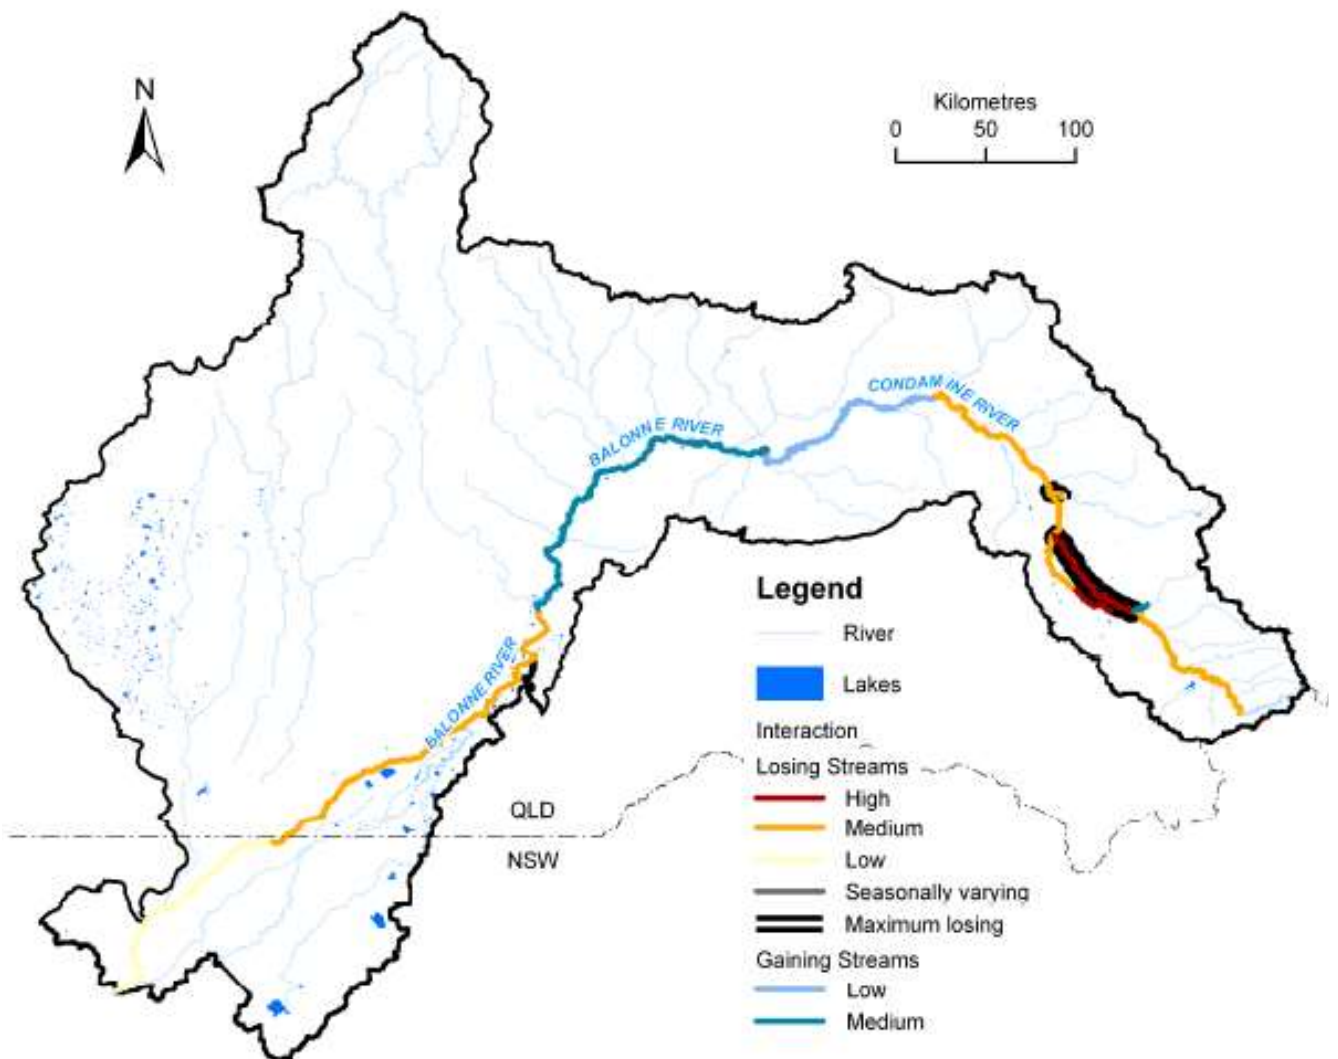 N
Kilometres
0 50 100
CONDAMINE RIVER
BALONNE RIVER
BALONNE RIVER
QLD
NSW
Legend
River
Lakes
Interaction
Losing Streams
High
Medium
Low
Seasonally varying
Maximum losing
Gaining Streams
Low
Medium